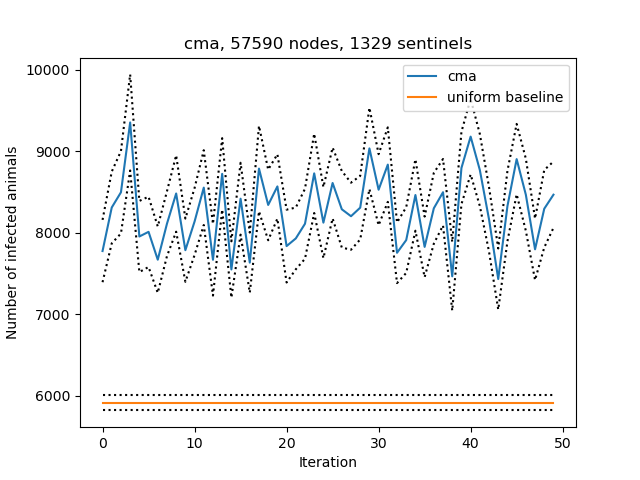 cma, 57590 nodes, 1329 sentinels
cma
uniform baseline
Number of infected animals
10000
9000
8000
7000
6000
0
10
20
30
40
50
Iteration